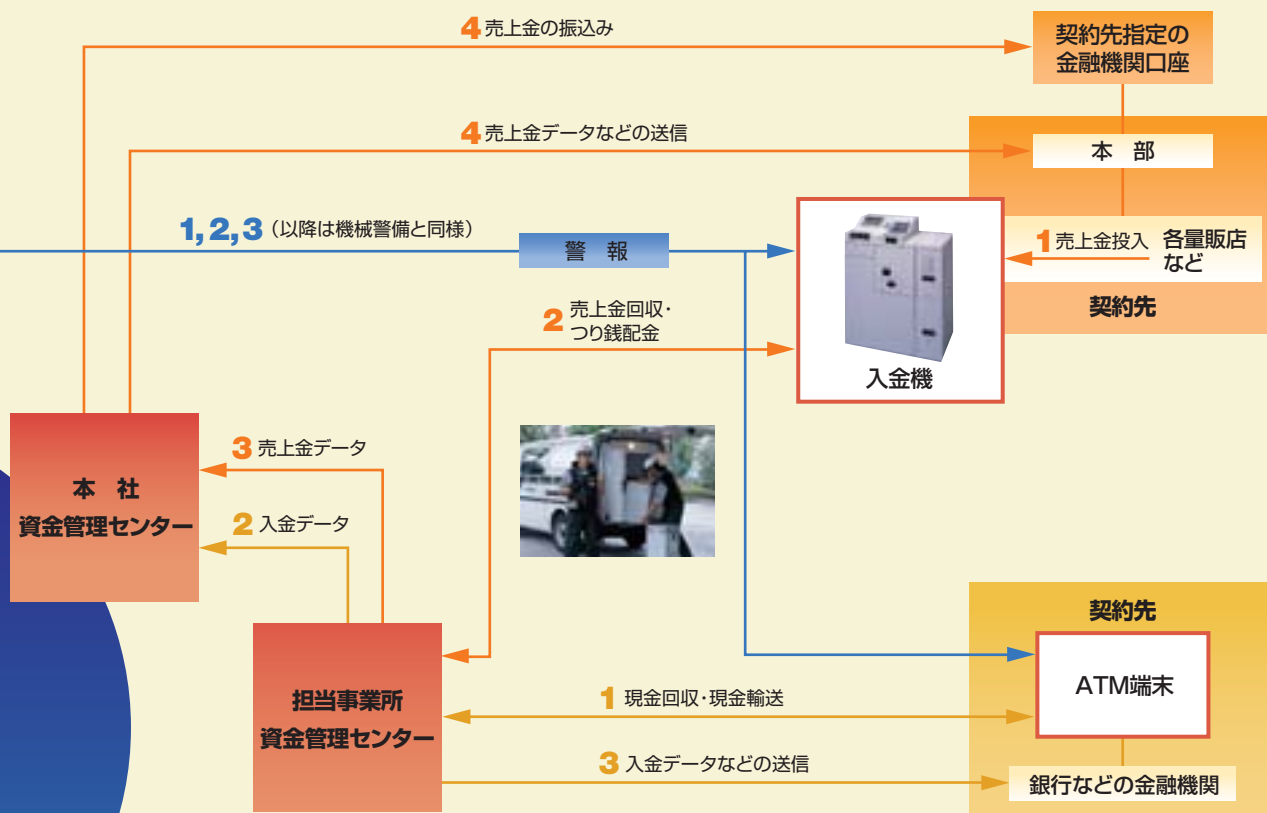 4 売上金の振込み
契約先指定の
金融機関口座
4 売上金データなどの送信
本 部
1, 2, 3（以降は機械警備と同様）
警 報
1 売上金投入
各量販店
など
契約先
2 売上金回収・
つり銭配金
入金機
3 売上金データ
本 社
資金管理センター
2 入金データ
契約先
ATM端末
担当事業所
資金管理センター
1 現金回収・現金輸送
3 入金データなどの送信
銀行などの金融機関